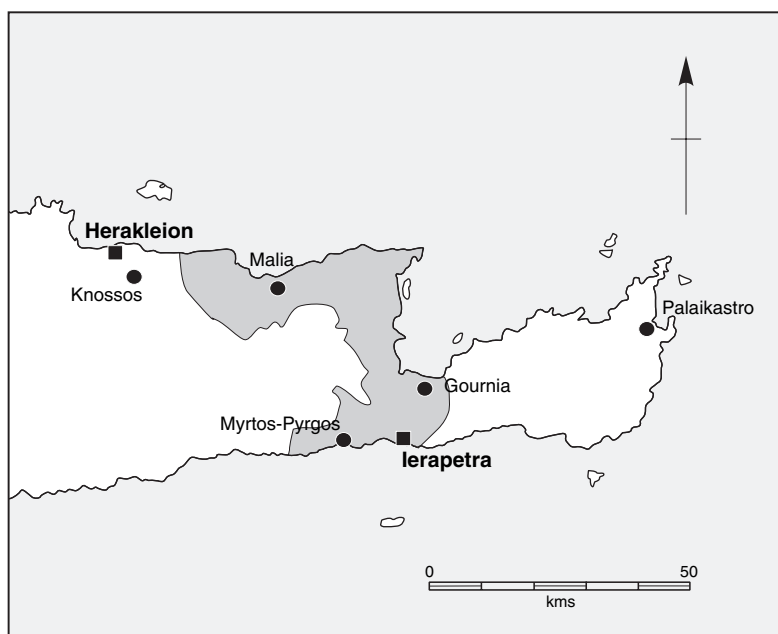 Herakleion
Malia
Knossos
Palaikastro
Gournia
Myrtos-Pyrgos
Ierapetra
0 50
kms